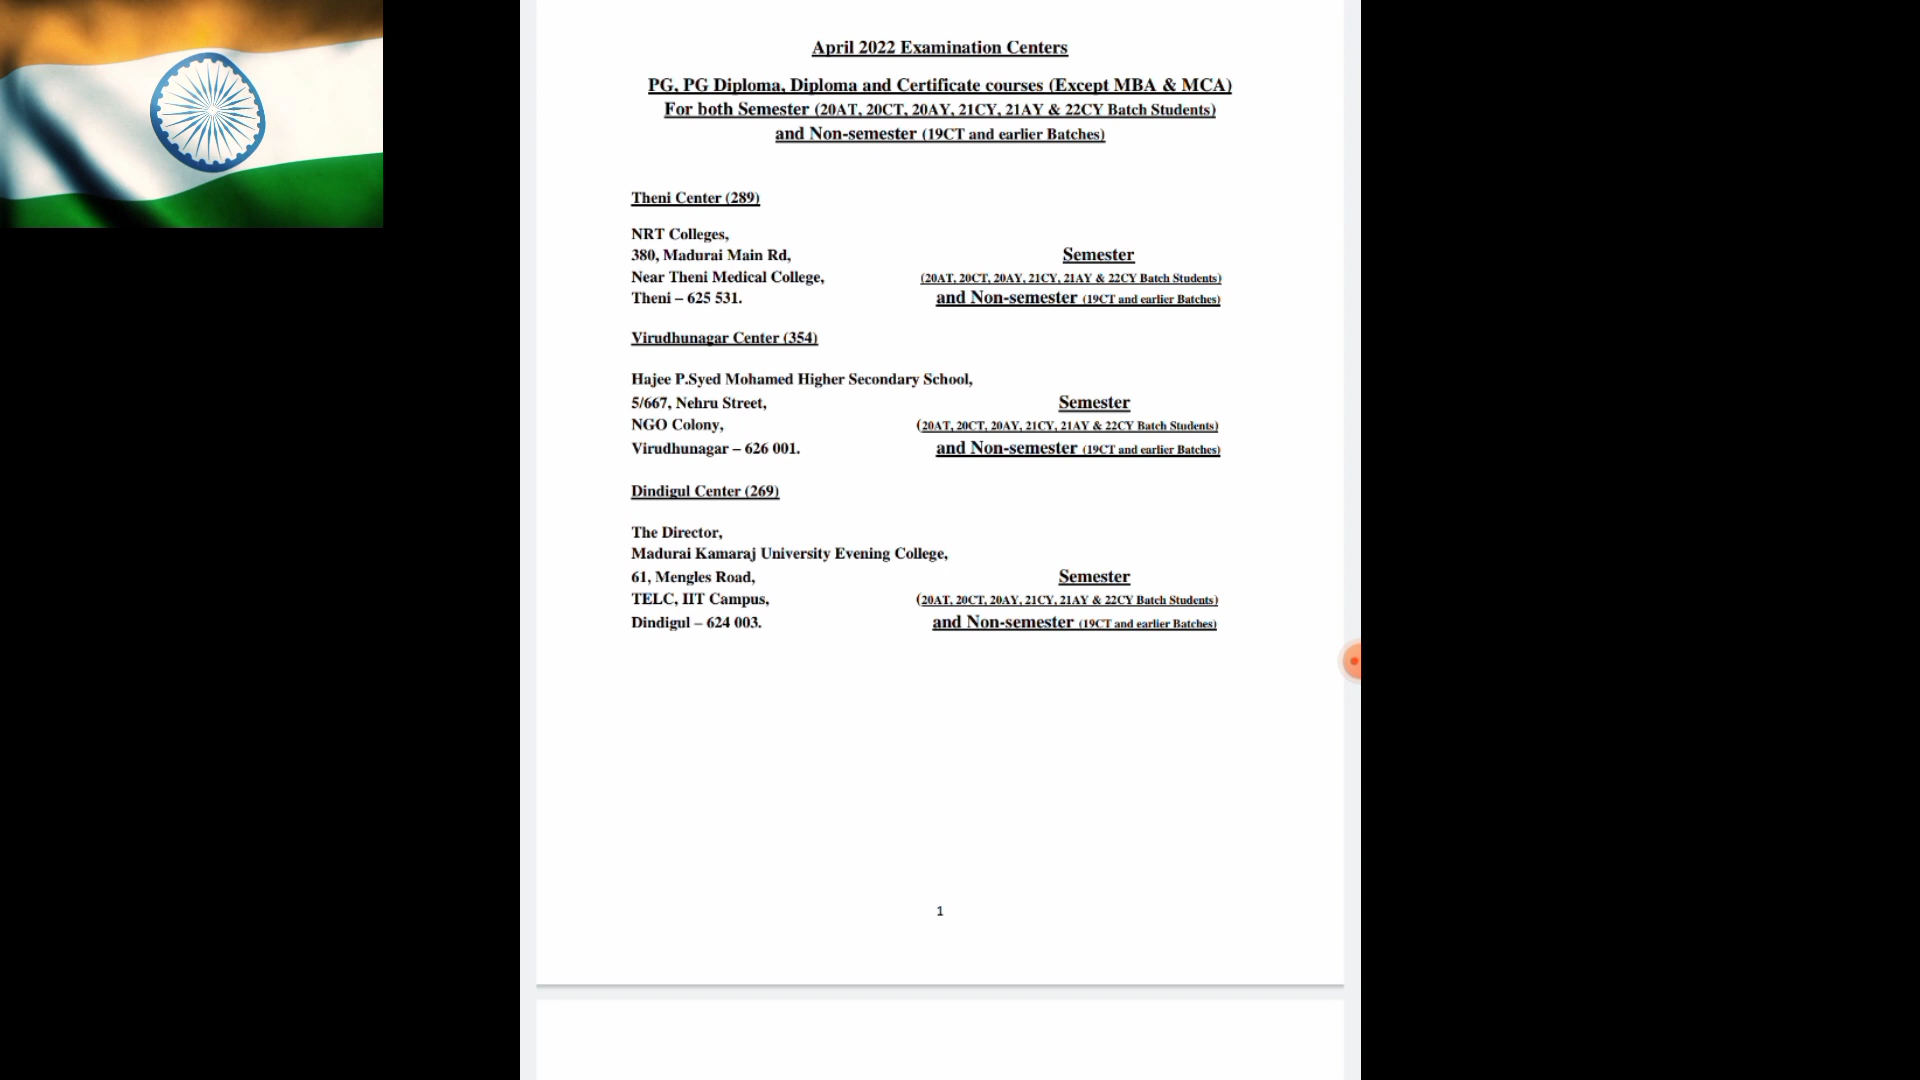 April 2022 Examination Centers
PG, PG Diploma, Diploma and Certificate courses (Except MBA & MCA)
For both Semester (20AT, 20CT, 20AY, 21CY, 21AY & 22CY Batch Students)
and Non-semester (19CT and earlier Batches)
Theni Center (289)
NRT Colleges,
380, Madurai Main Rd, Semester
Near Theni Medical College, (20AT, 20CT, 20AY, 21CY, 21AY & 22CY Batch Students)
Theni – 625 531. and Non-semester (19CT and earlier Batches)
Virudhunagar Center (354)
Hajee P.Syed Mohamed Higher Secondary School,
5/667, Nehru Street, Semester
NGO Colony, (20AT, 20CT, 20AY, 21CY, 21AY & 22CY Batch Students)
Virudhunagar – 626 001. and Non-semester (19CT and earlier Batches)
Dindigul Center (269)
The Director,
Madurai Kamaraj University Evening College,
61, Mengles Road, Semester
TELC, IIT Campus, (20AT, 20CT, 20AY, 21CY, 21AY & 22CY Batch Students)
Dindigul – 624 003. and Non-semester (19CT and earlier Batches)
1